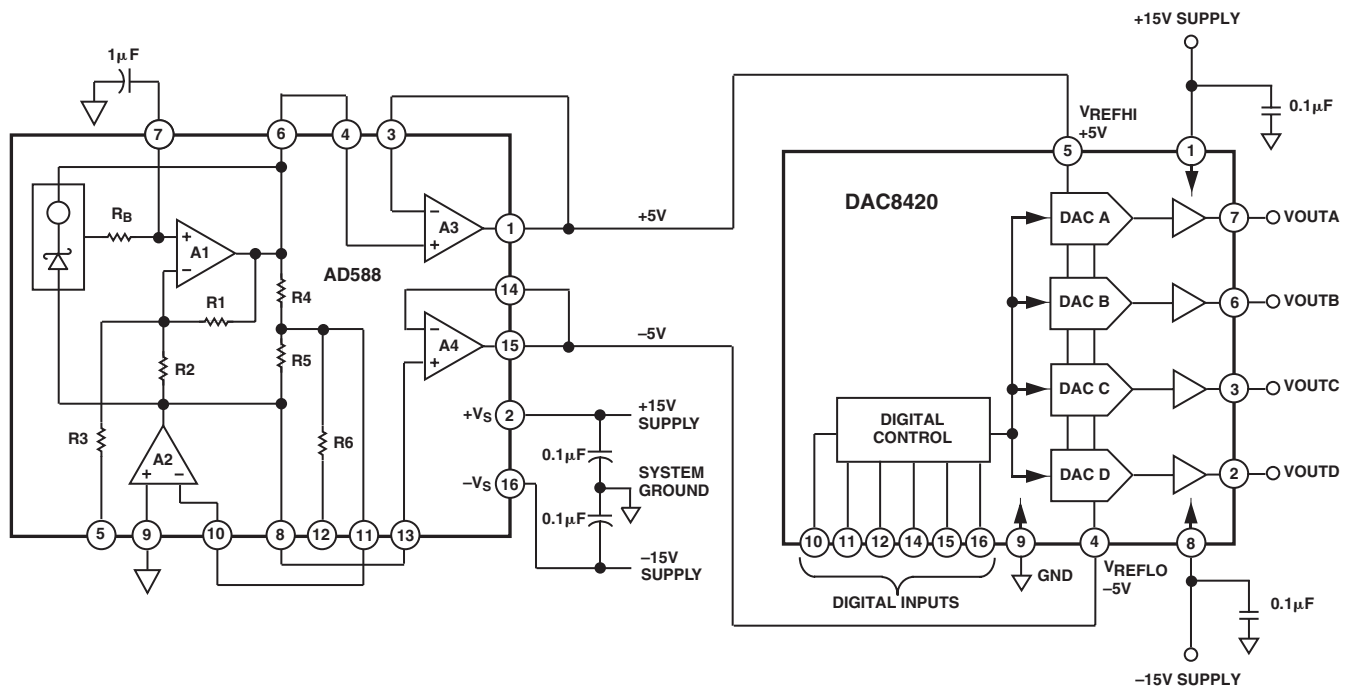 +15V SUPPLY
1µF
0.1µF
VREFHI
+5V
7
6
4
3
5
1
RB
+
A1
−
−
A3
+
1
+5V
DAC8420
DAC A
7
VOUTA
AD588
R4
R1
14
−
A4
+
15
−5V
DAC B
6
VOUTB
R2
R5
R3
R6
A2
+ −
+VS
2
+15V
SUPPLY
0.1µF
SYSTEM
GROUND
−VS
16
0.1µF
−15V
SUPPLY
DIGITAL
CONTROL
DAC C
3
VOUTC
DAC D
2
VOUTD
5
9
10
8
12
11
13
10
11
12
14
15
16
9
4
8
GND
VREFLO
−5V
DIGITAL INPUTS
0.1µF
−15V SUPPLY